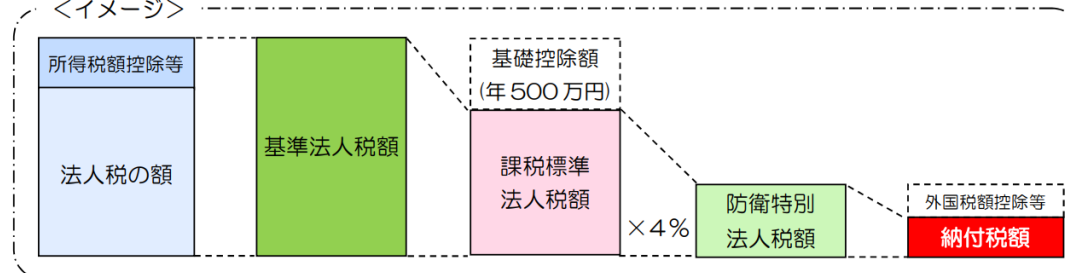 <イメージ>
所得税額控除等
法人税の額
基準法人税額
基礎控除額
(年500万円)
課税標準
法人税額
×4%
防衛特別
法人税額
外国税額控除等
納付税額